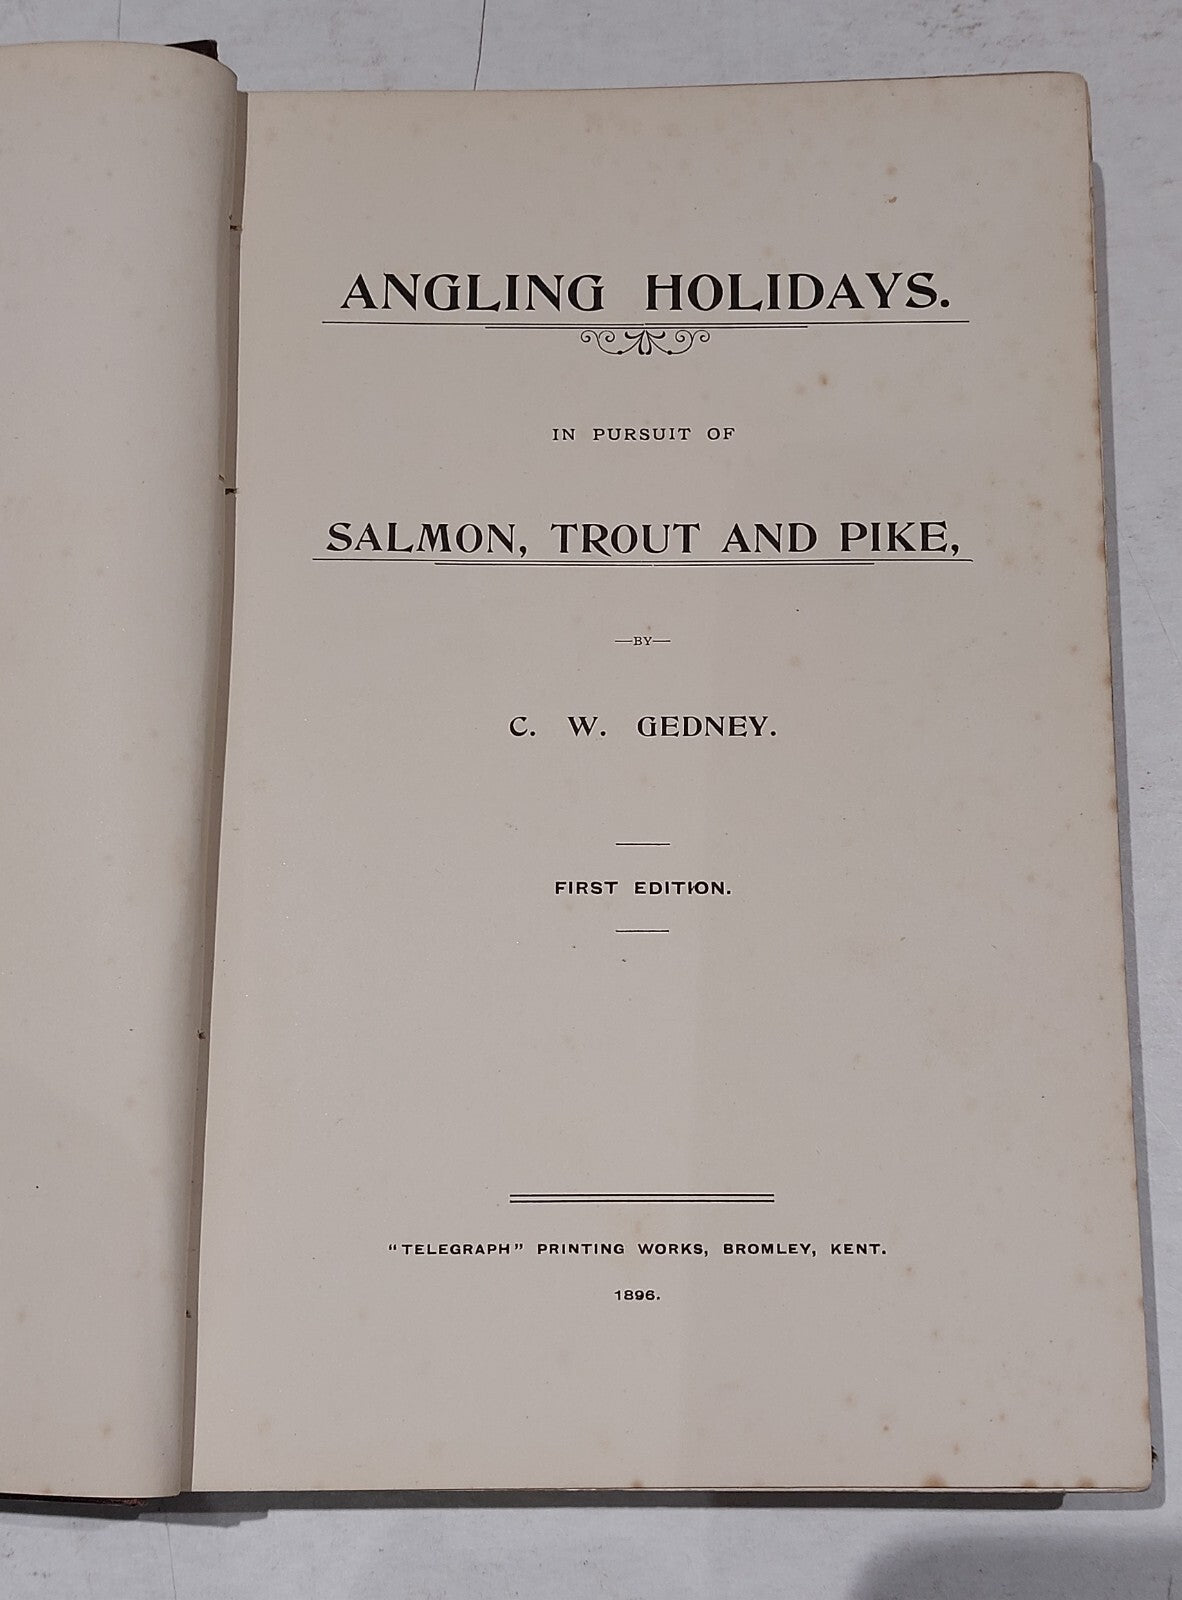 ANGLING HOLIDAYS.
IN PURSUIT OF
SALMON, TROUT AND PIKE,
—BY—
C. W. GEDNEY.
FIRST EDITION.
"TELEGRAPH" PRINTING WORKS, BROMLEY, KENT.
1896.